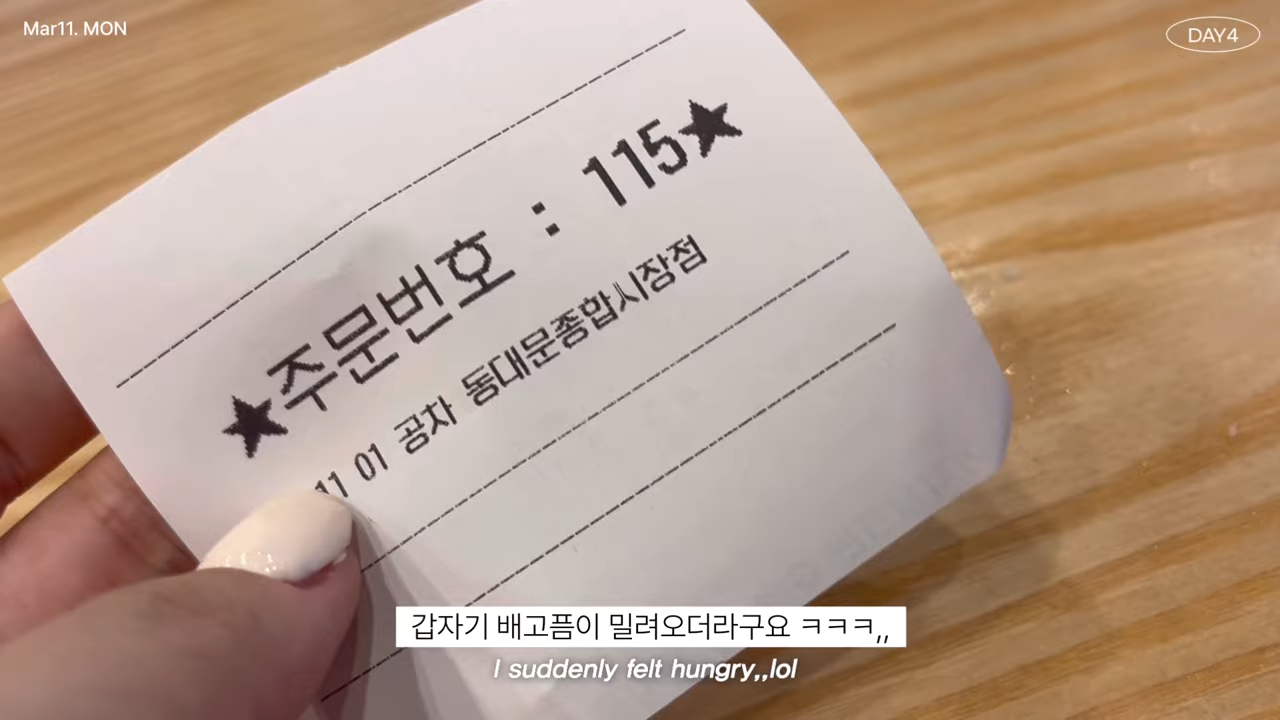 Mar11. MON
DAY4
★주문번호 : 115★
11 01 공차 동대문종합시장점
갑자기 배고픔이 밀려오더라구요 ㅋㅋㅋ,,
I suddenly felt hungry,,lol